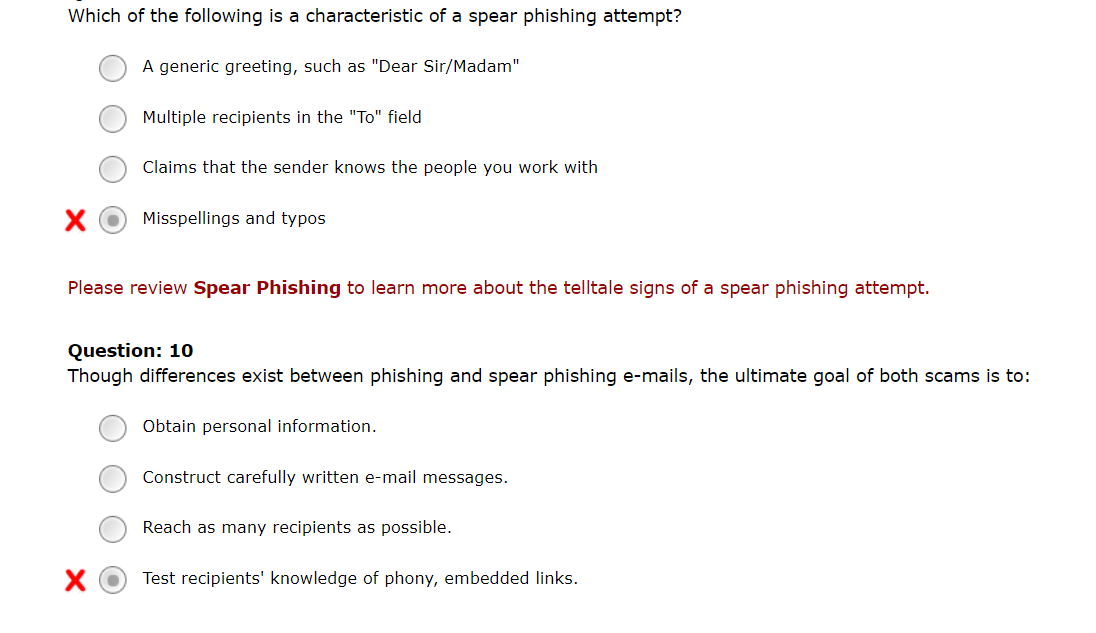 Which of the following is a characteristic of a spear phishing attempt?
A generic greeting, such as "Dear Sir/Madam"
Multiple recipients in the "To" field
Claims that the sender knows the people you work with
Misspellings and typos
Please review Spear Phishing to learn more about the telltale signs of a spear phishing attempt.
Question: 10
Though differences exist between phishing and spear phishing e-mails, the ultimate goal of both scams is to:
Obtain personal information.
Construct carefully written e-mail messages.
Reach as many recipients as possible.
Test recipients' knowledge of phony, embedded links.